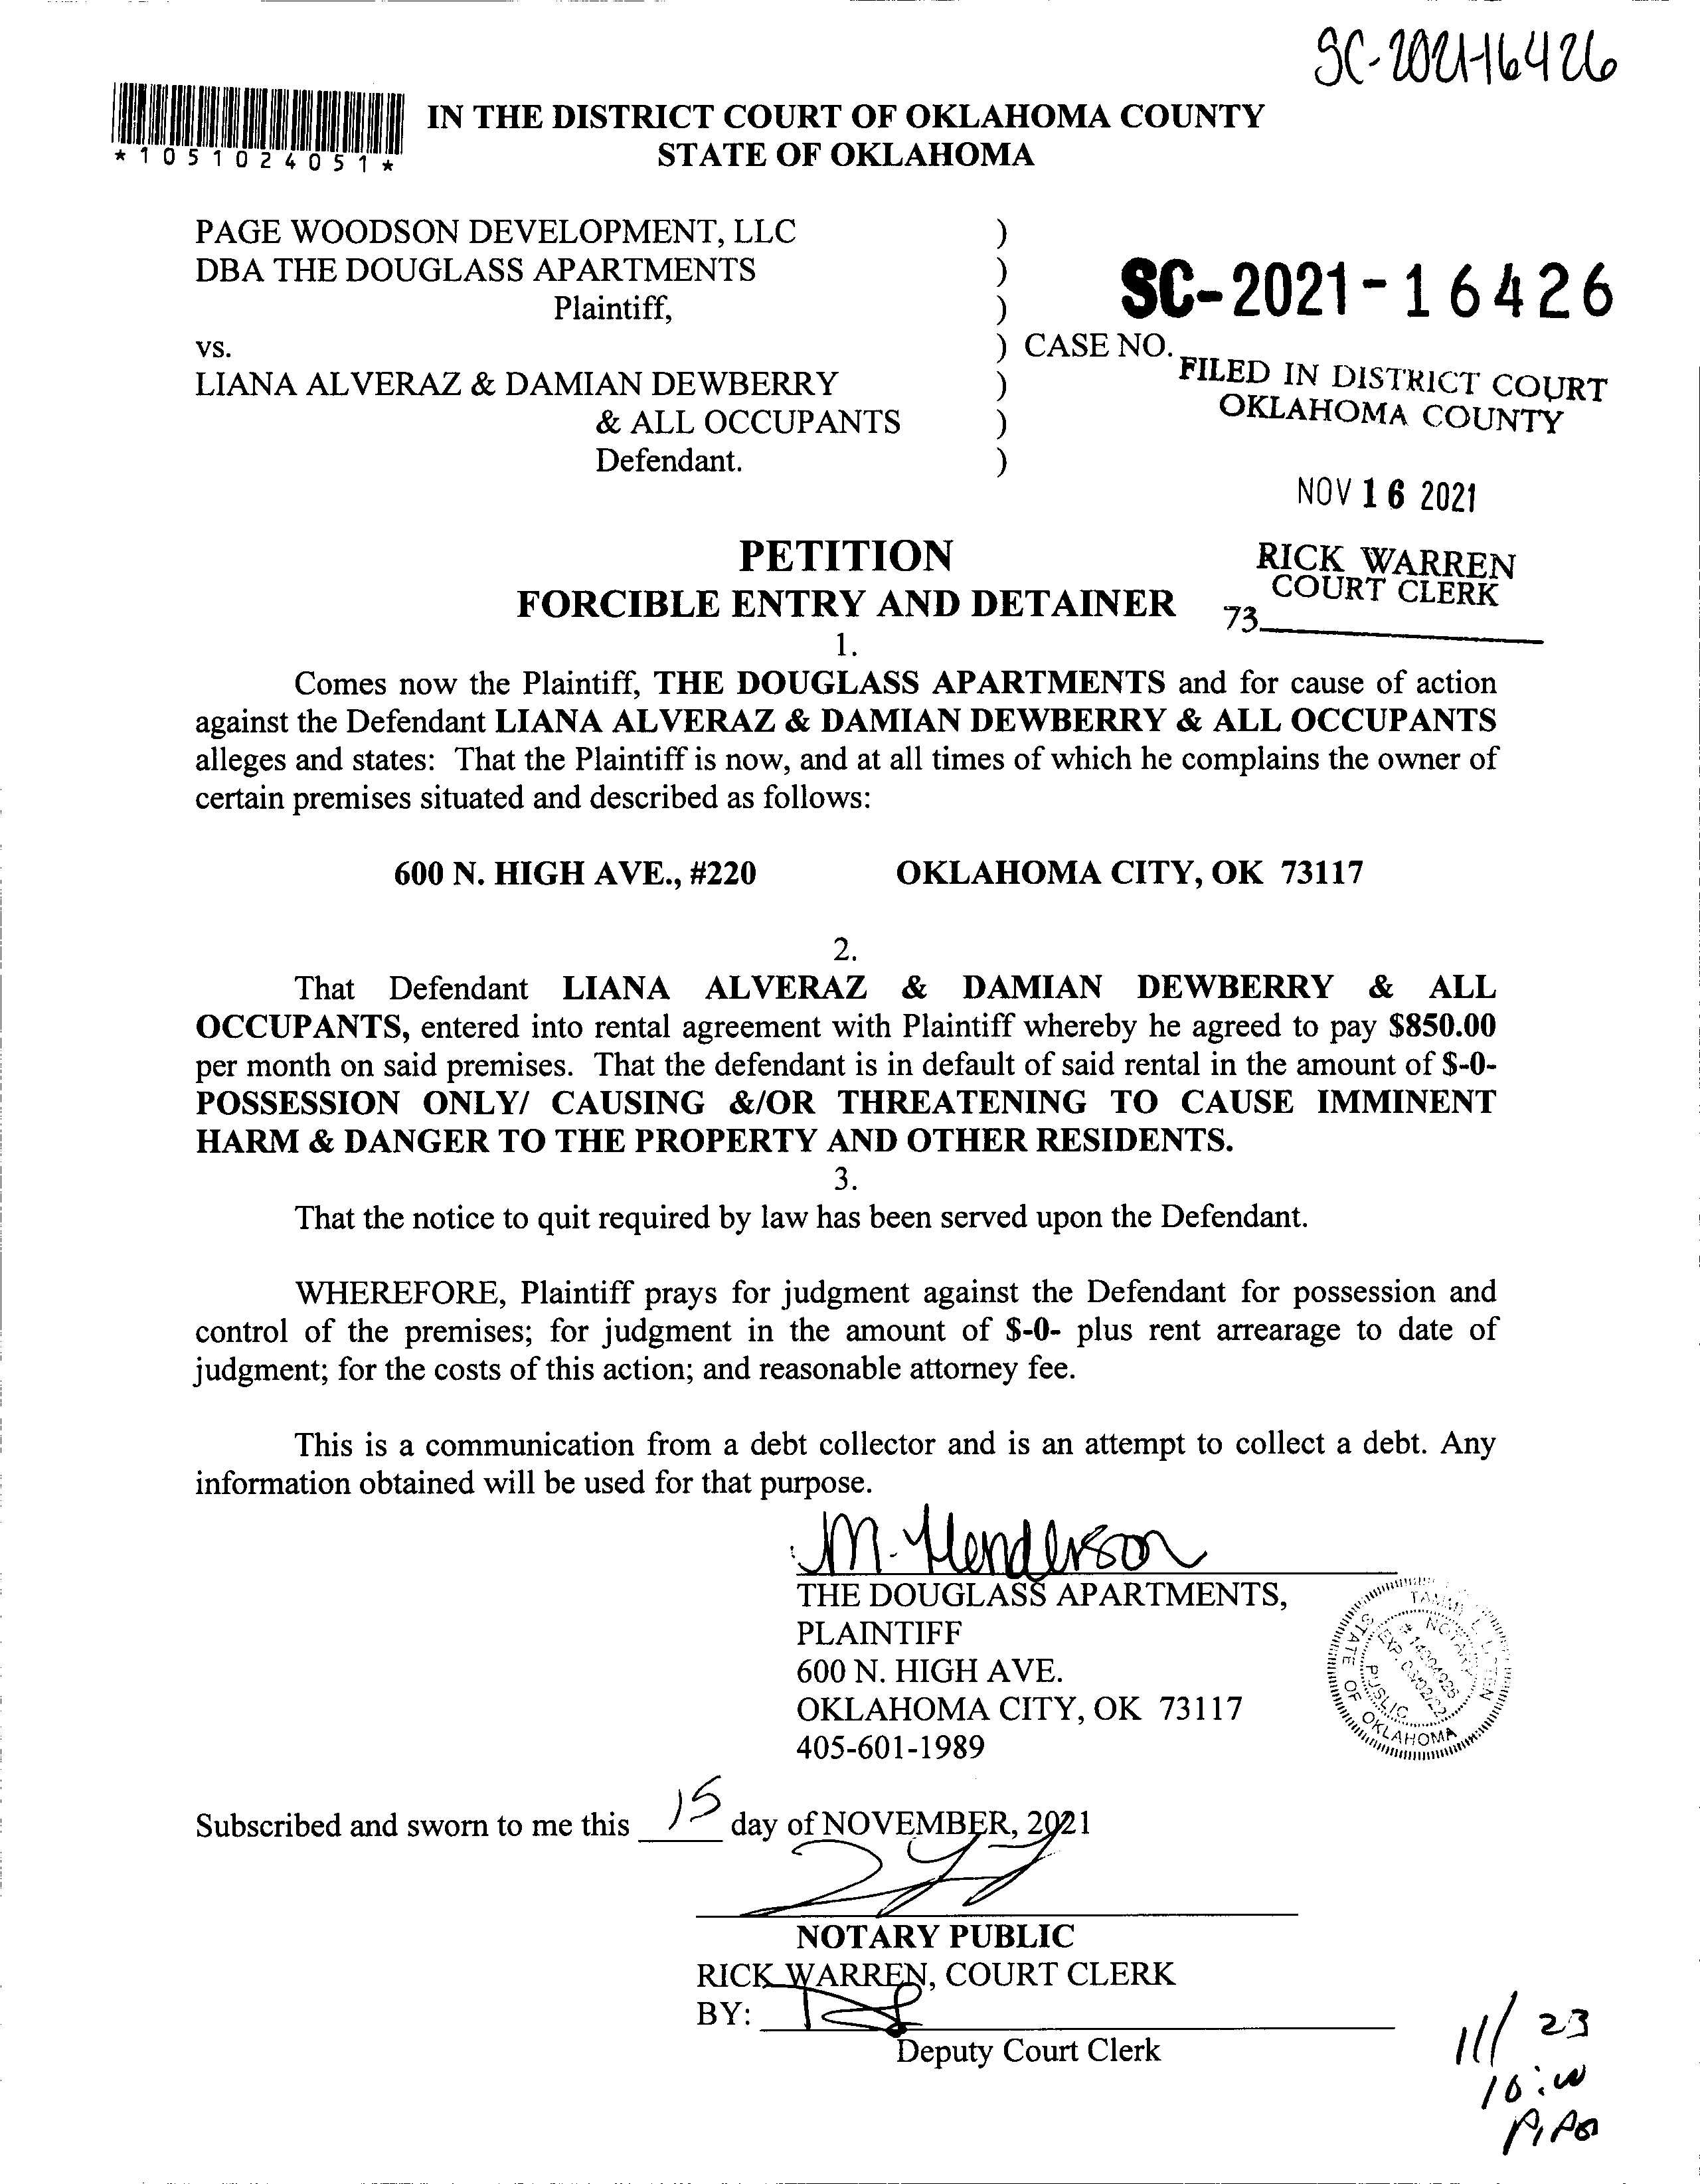 SC-2021-16426
*1051024051*
IN THE DISTRICT COURT OF OKLAHOMA COUNTY
STATE OF OKLAHOMA
PAGE WOODSON DEVELOPMENT, LLC )
DBA THE DOUGLASS APARTMENTS )
Plaintiff, )
SC-2021-16426
vs. ) CASE NO.
LIANA ALVERAZ & DAMIAN DEWBERRY )
& ALL OCCUPANTS )
Defendant. )
FILED IN DISTRICT COURT
OKLAHOMA COUNTY
NOV 16 2021
RICK WARREN
COURT CLERK
73
PETITION
FORCIBLE ENTRY AND DETAINER
1.
Comes now the Plaintiff, THE DOUGLASS APARTMENTS and for cause of action
against the Defendant LIANA ALVERAZ & DAMIAN DEWBERRY & ALL OCCUPANTS
alleges and states: That the Plaintiff is now, and at all times of which he complains the owner of
certain premises situated and described as follows:
600 N. HIGH AVE., #220 OKLAHOMA CITY, OK 73117
2.
That Defendant LIANA ALVERAZ & DAMIAN DEWBERRY & ALL
OCCUPANTS, entered into rental agreement with Plaintiff whereby he agreed to pay $850.00
per month on said premises. That the defendant is in default of said rental in the amount of $-0-
POSSESSION ONLY/ CAUSING &/OR THREATENING TO CAUSE IMMINENT
HARM & DANGER TO THE PROPERTY AND OTHER RESIDENTS.
3.
That the notice to quit required by law has been served upon the Defendant.
WHEREFORE, Plaintiff prays for judgment against the Defendant for possession and
control of the premises; for judgment in the amount of $-0- plus rent arrearage to date of
judgment; for the costs of this action; and reasonable attorney fee.
This is a communication from a debt collector and is an attempt to collect a debt. Any
information obtained will be used for that purpose.
M. Henderson
THE DOUGLASS APARTMENTS,
PLAINTIFF
600 N. HIGH AVE.
OKLAHOMA CITY, OK 73117
405-601-1989
NOTARY
PUBLIC
STATE OF OKLAHOMA
Subscribed and sworn to me this 15 day of NOVEMBER, 2021
NOTARY PUBLIC
RICK WARREN, COURT CLERK
BY:
Deputy Court Clerk
11/23